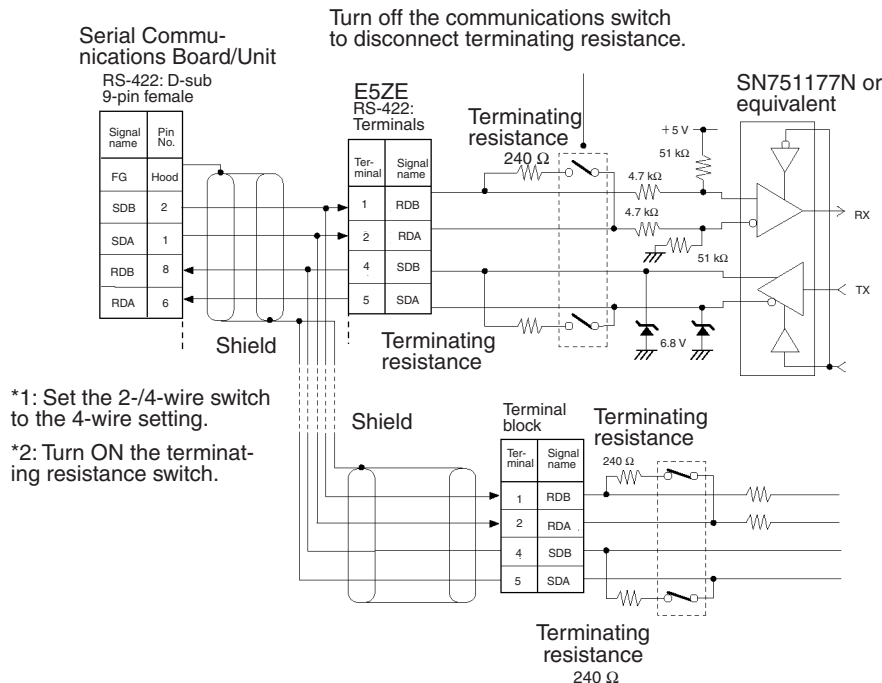 Turn off the communications switch
to disconnect terminating resistance.
Serial Commu-
nications Board/Unit
RS-422: D-sub
9-pin female
Signal
name
Pin
No.
FG
Hood
SDB
2
SDA
1
RDB
8
RDA
6
Shield
E5ZE
RS-422:
Terminals
Ter-
minal
Signal
name
1
RDB
2
RDA
4
SDB
5
SDA
Terminating
resistance
240 Ω
Terminating
resistance
+5 V
51 kΩ
4.7 kΩ
4.7 kΩ
51 kΩ
6.8 V
SN751177N or
equivalent
RX
TX
*1: Set the 2-/4-wire switch
to the 4-wire setting.
*2: Turn ON the terminat-
ing resistance switch.
Shield
Terminal
block
Ter-
minal
Signal
name
1
RDB
2
RDA
4
SDB
5
SDA
Terminating
resistance
240 Ω
Terminating
resistance
240 Ω